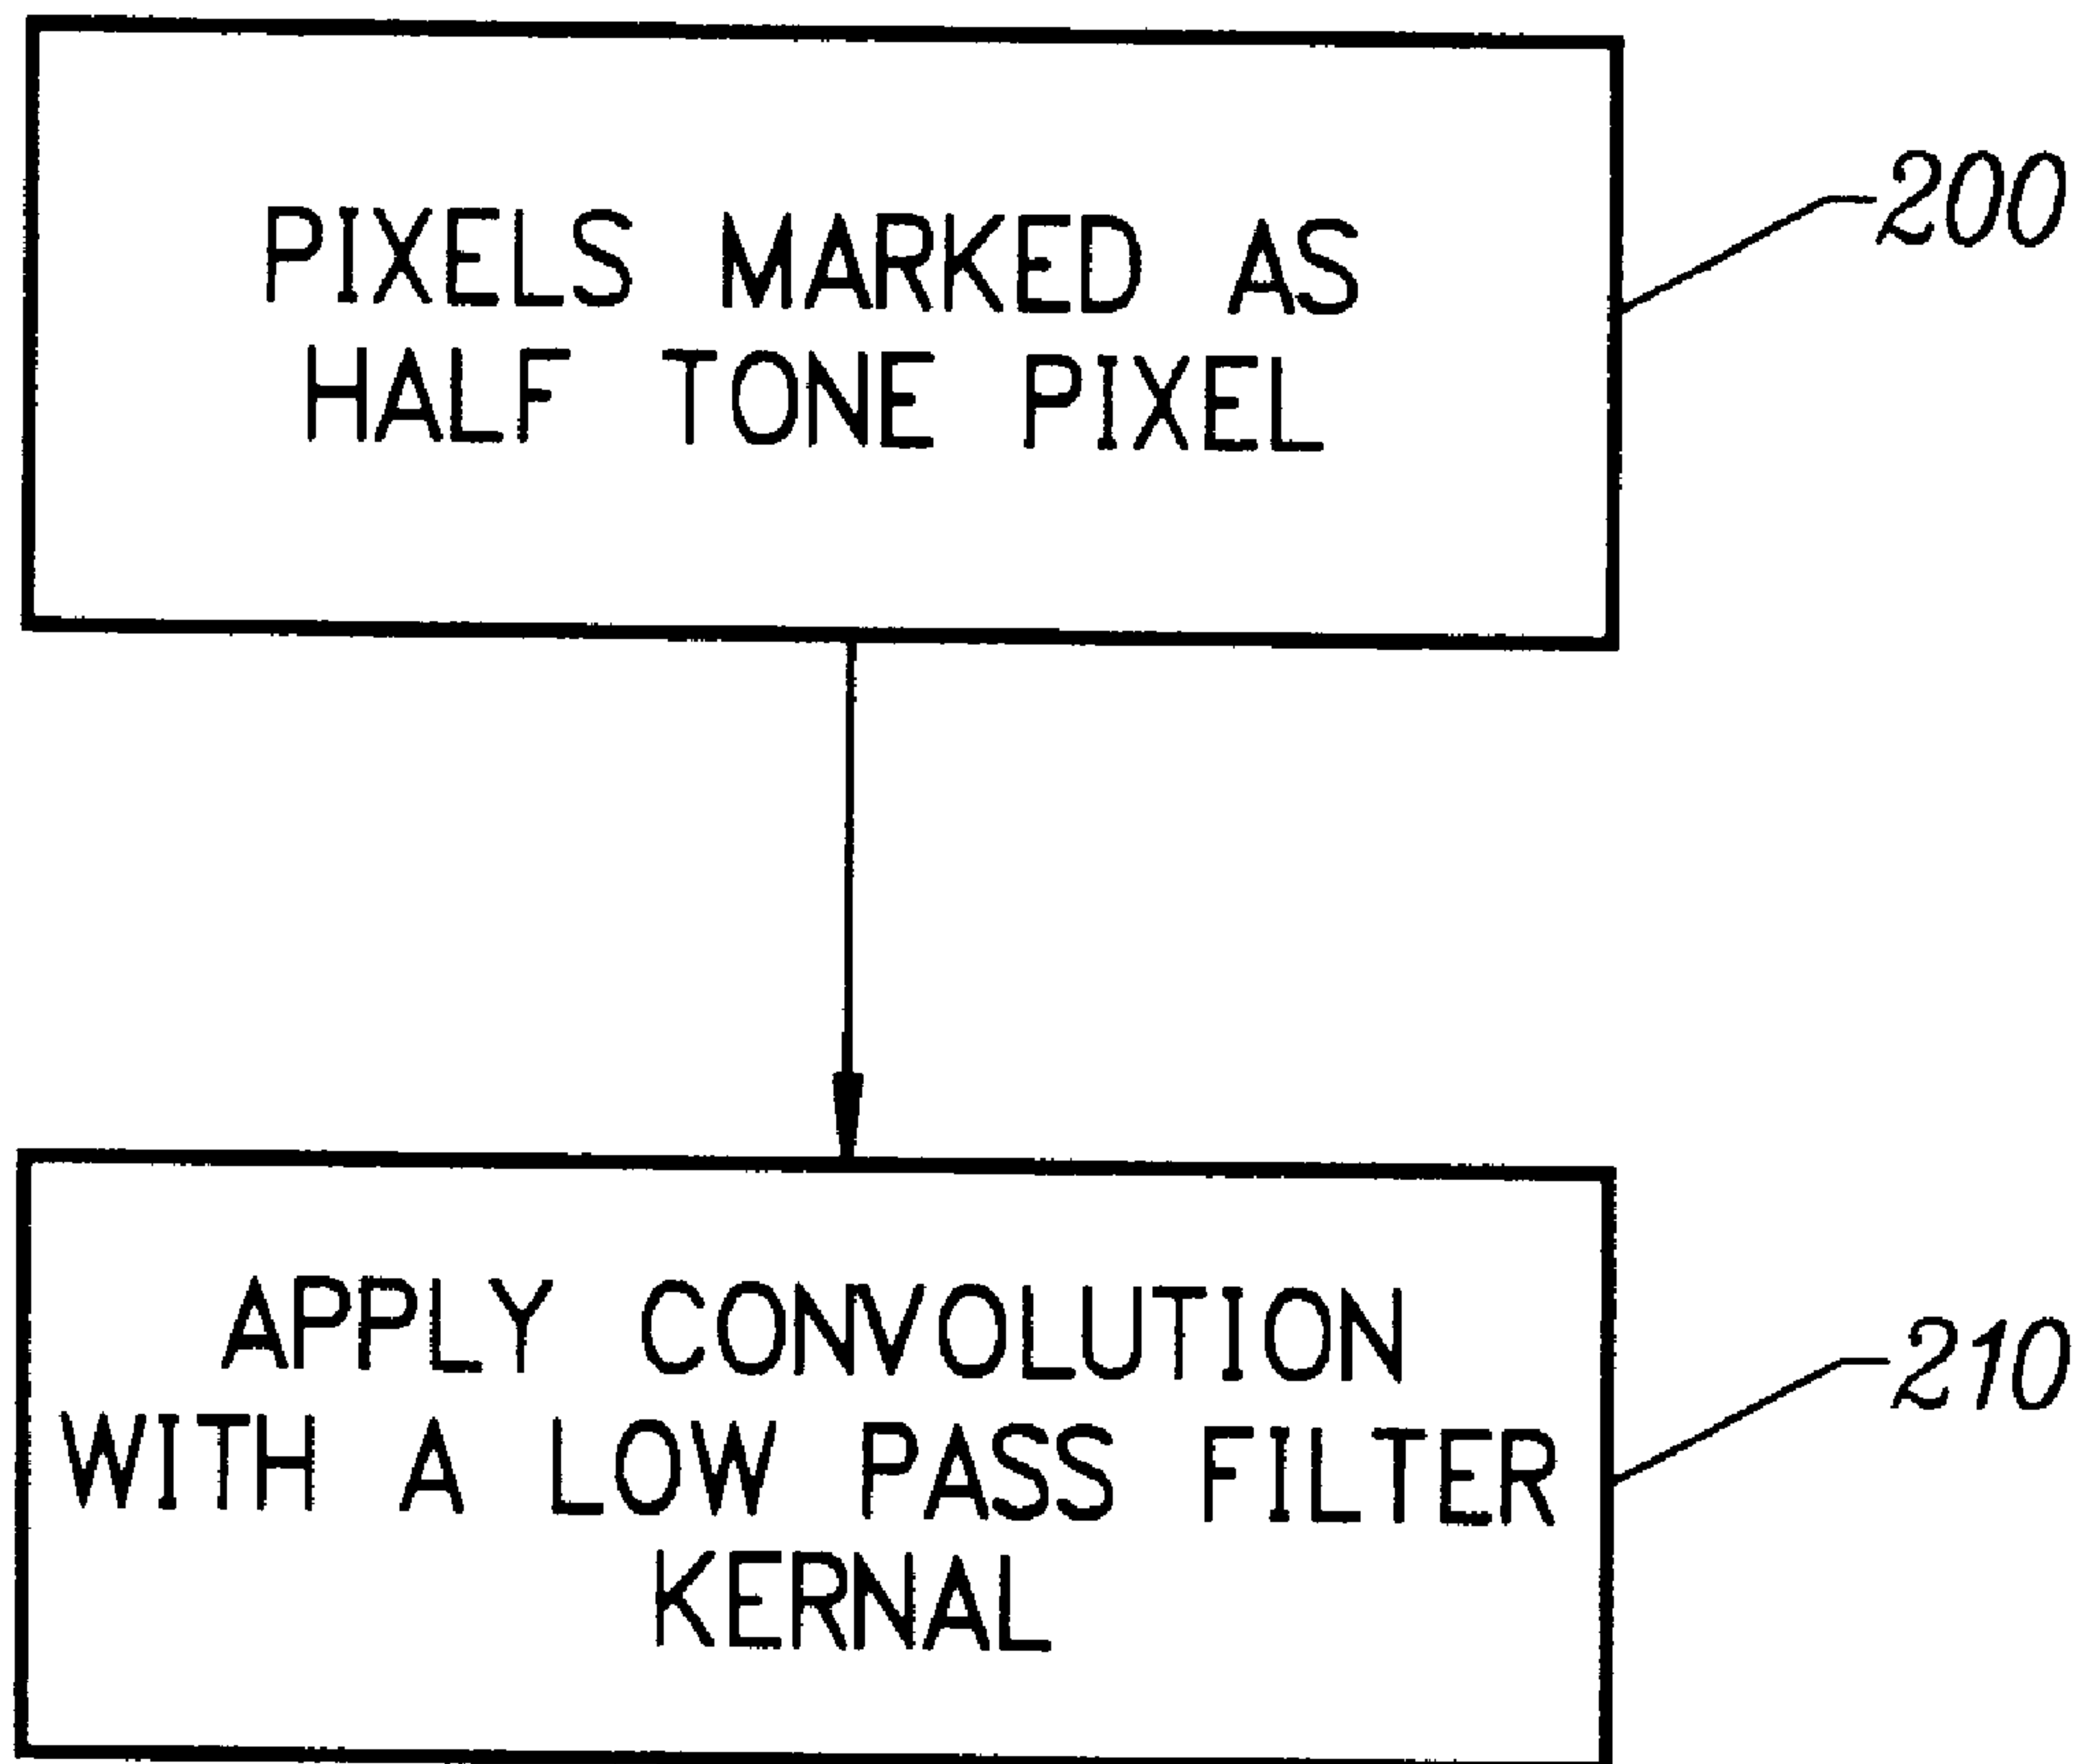 PIXELS MARKED AS
HALF TONE PIXEL
200
APPLY CONVOLUTION
WITH A LOW PASS FILTER
KERNAL
210